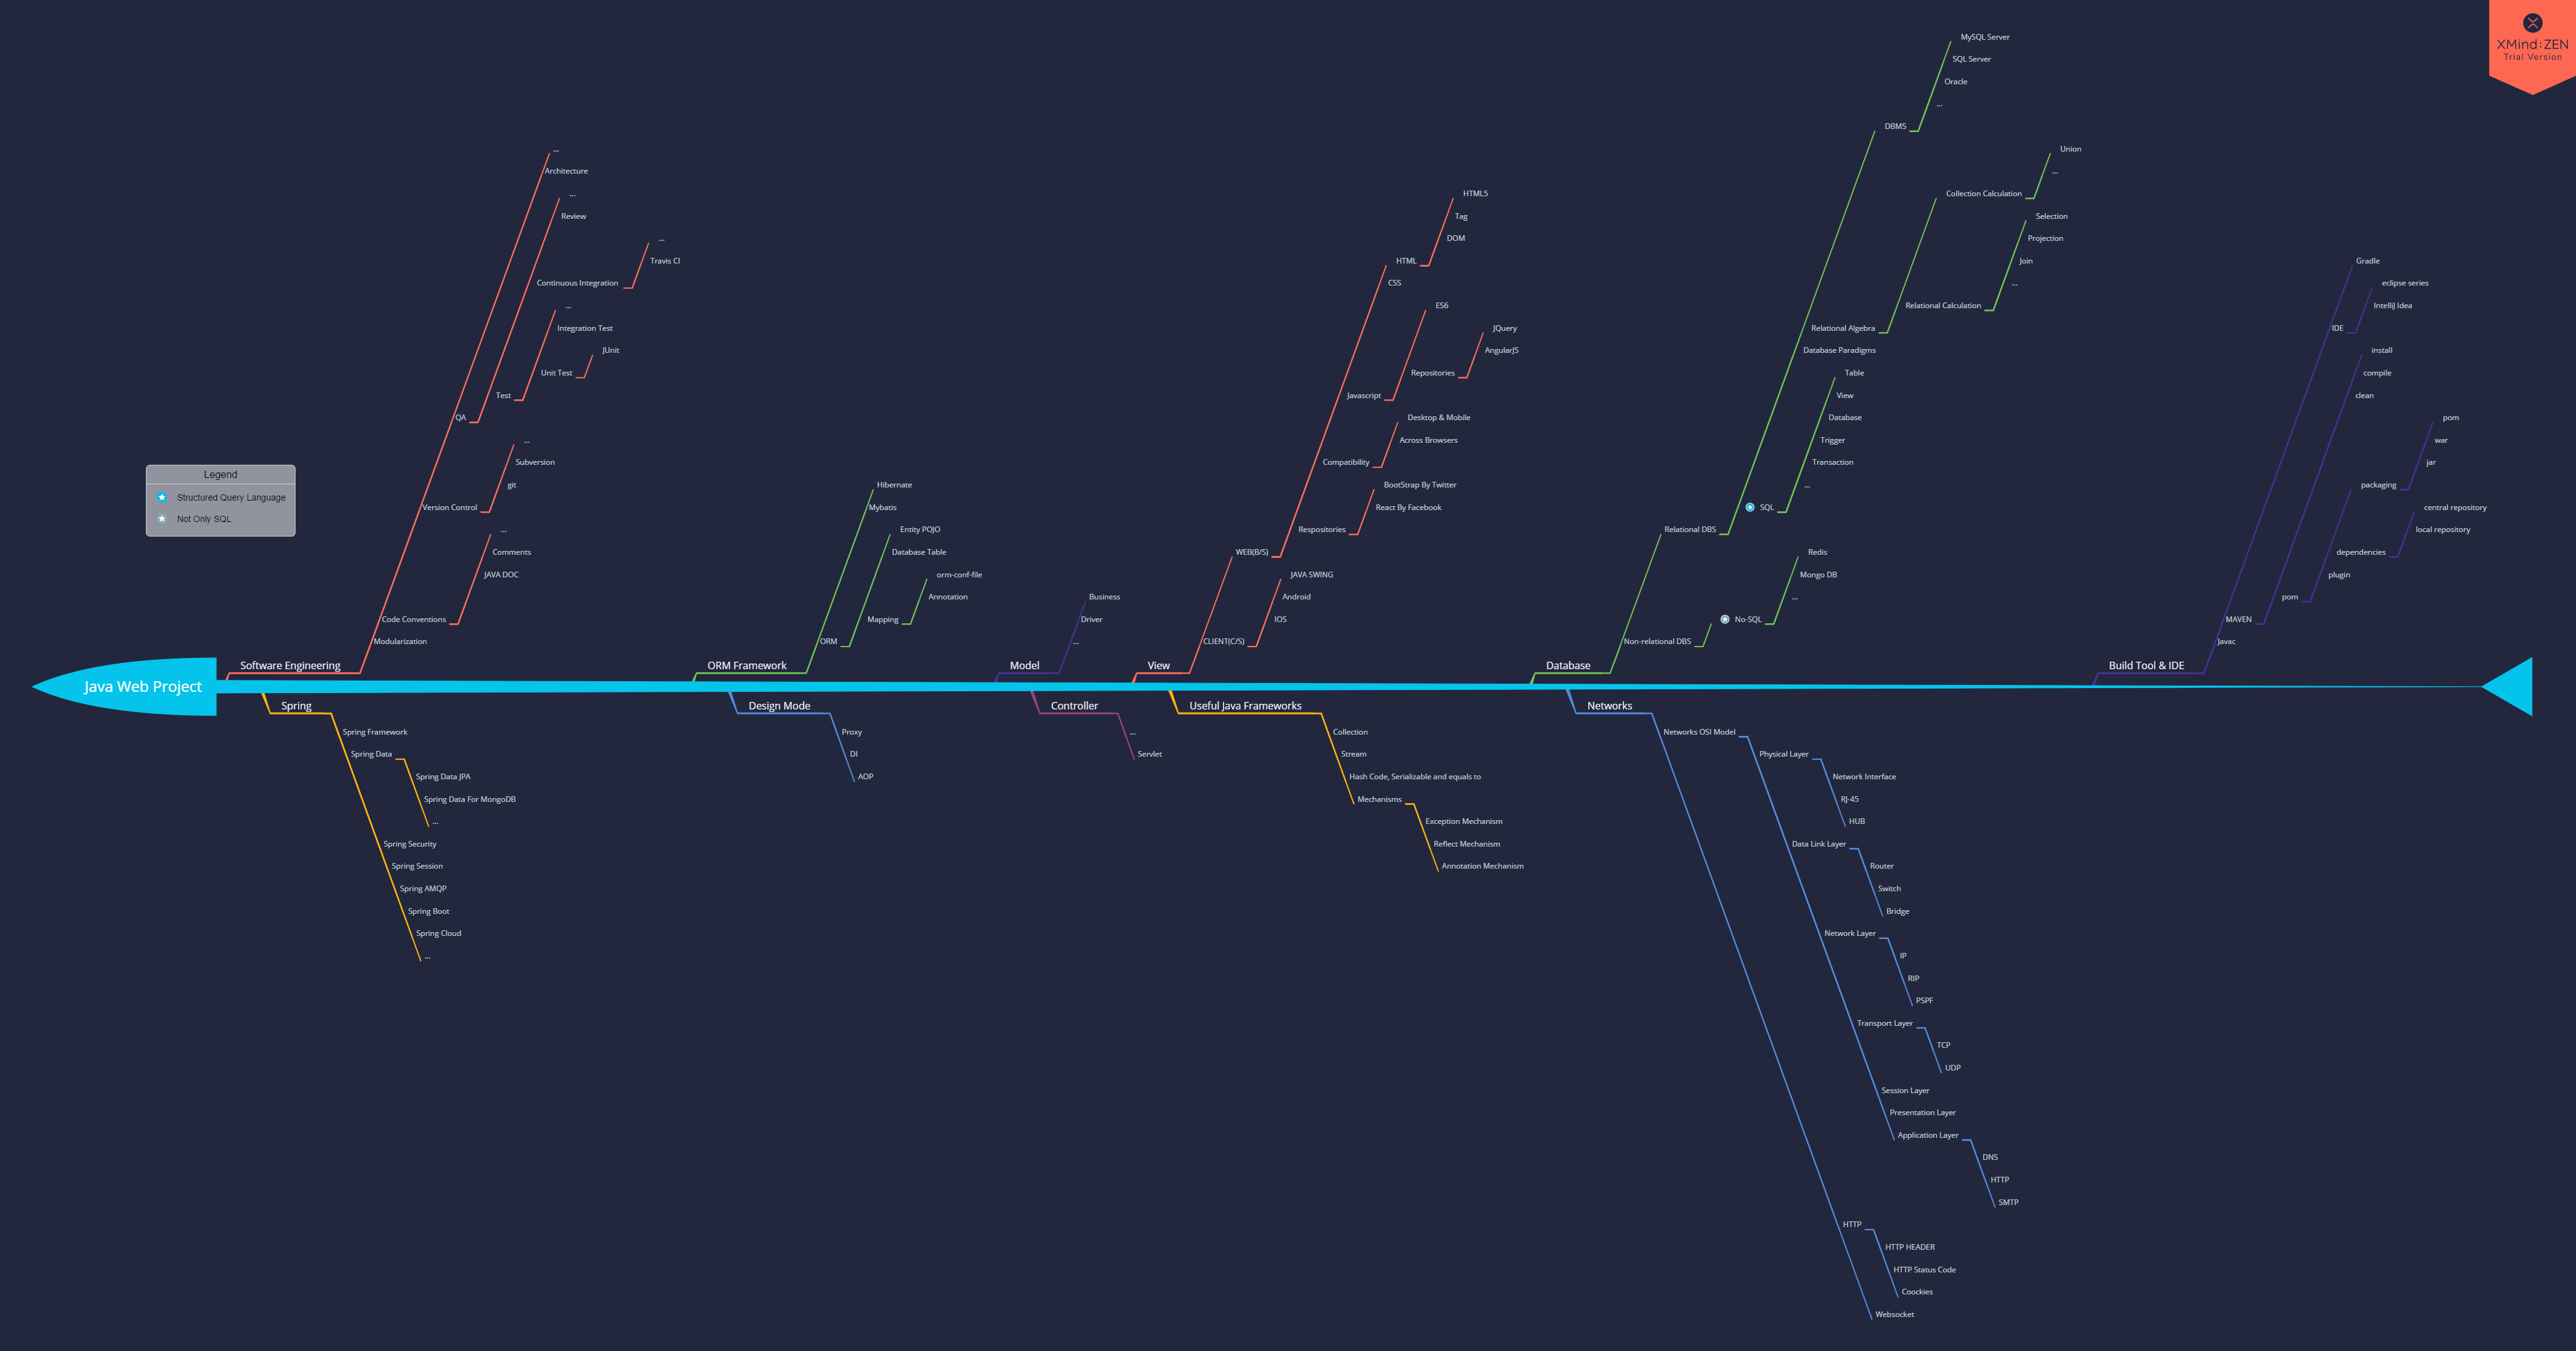 XMind:ZEN
Trial Version
Java Web Project
Legend
Structured Query Language
Not Only SQL
Software Engineering
...
Architecture
QA
...
Review
Continuous Integration
...
Travis CI
Test
...
Integration Test
Unit Test
JUnit
Version Control
...
Subversion
git
Code Conventions
...
Comments
JAVA DOC
Modularization
Spring
Spring Framework
Spring Data
Spring Data JPA
Spring Data For MongoDB
...
Spring Security
Spring Session
Spring AMQP
Spring Boot
Spring Cloud
...
ORM Framework
Hibernate
Mybatis
ORM
Entity POJO
Database Table
Mapping
orm-conf-file
Annotation
Design Mode
Proxy
DI
AOP
Model
Business
Driver
...
Controller
...
Servlet
View
WEB(B/S)
HTML
HTML5
Tag
DOM
CSS
Javascript
ES6
Repositories
JQuery
AngularJS
Compatibility
Desktop & Mobile
Across Browsers
Respositories
BootStrap By Twitter
React By Facebook
CLIENT(C/S)
JAVA SWING
Android
IOS
Useful Java Frameworks
Collection
Stream
Hash Code, Serializable and equals to
Mechanisms
Exception Mechanism
Reflect Mechanism
Annotation Mechanism
Database
Relational DBS
DBMS
MySQL Server
SQL Server
Oracle
...
Relational Algebra
Collection Calculation
Union
...
Relational Calculation
Selection
Projection
Join
...
Database Paradigms
SQL
Table
View
Database
Trigger
Transaction
...
Non-relational DBS
No-SQL
Redis
Mongo DB
...
Networks
Networks OSI Model
Physical Layer
Network Interface
RJ-45
HUB
Data Link Layer
Router
Switch
Bridge
Network Layer
IP
RIP
PSPF
Transport Layer
TCP
UDP
Session Layer
Presentation Layer
Application Layer
DNS
HTTP
SMTP
HTTP
HTTP HEADER
HTTP Status Code
Coockies
Websocket
Build Tool & IDE
Gradle
IDE
eclipse series
IntelliJ Idea
MAVEN
install
compile
clean
pom
packaging
pom
war
jar
dependencies
central repository
local repository
plugin
Javac